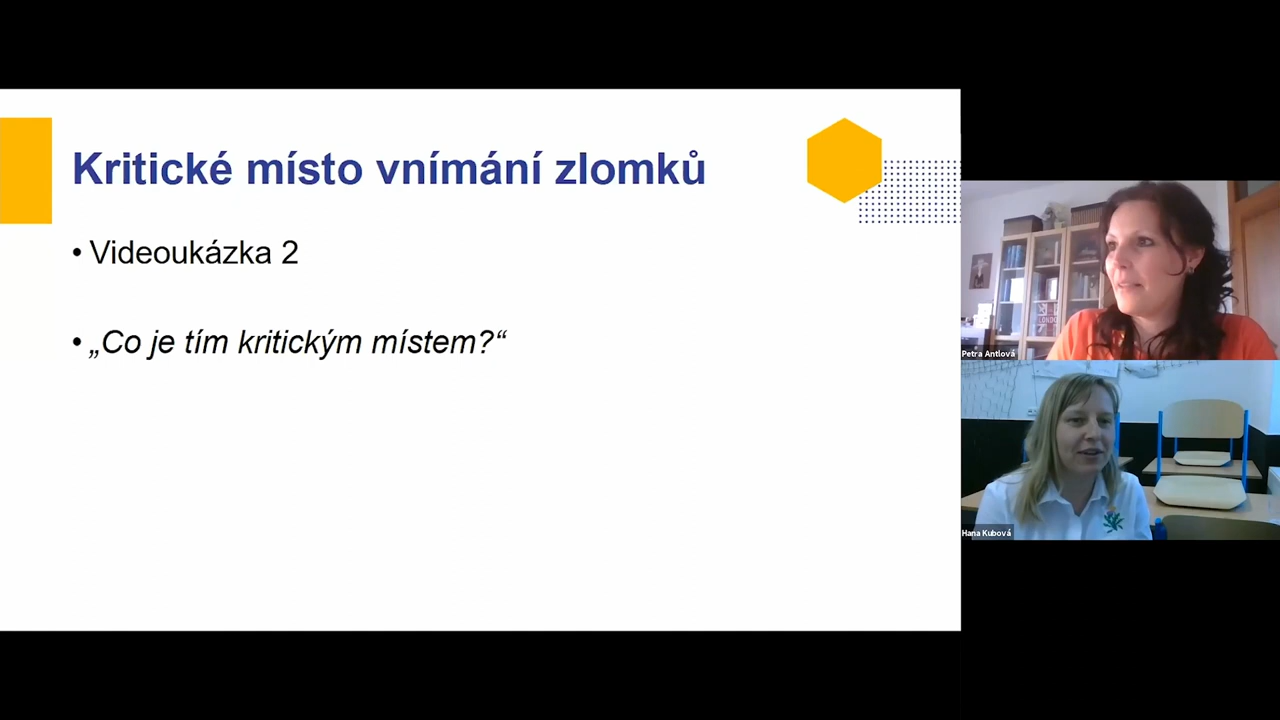 Kritické místo vnímání zlomků
• Videoukázka 2
• „Co je tím kritickým místem?“
Petra Antlová
Hana Kubová